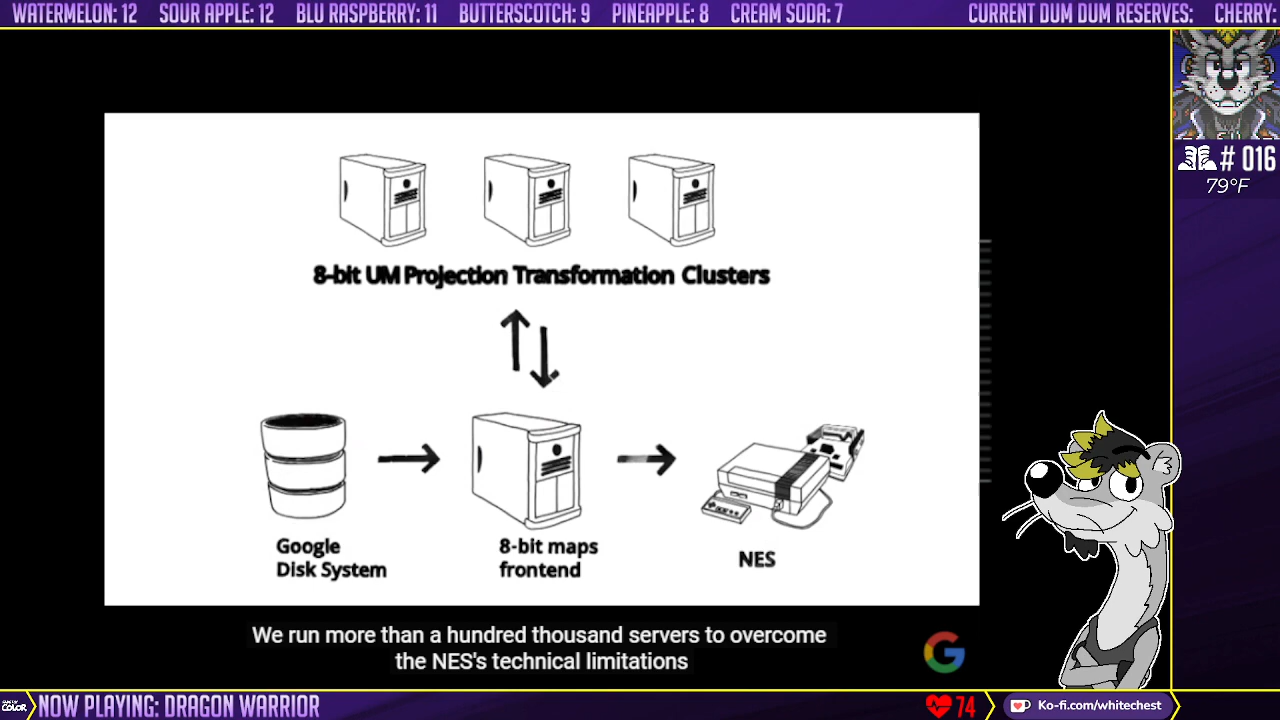 WATERMELON: 12 SOUR APPLE: 12 BLU RASPBERRY: 11 BUTTERSCOTCH: 9 PINEAPPLE: 8 CREAM SODA: 7 CURRENT DUM DUM RESERVES: CHERRY:
# 016
79°F
8-bit UM Projection Transformation Clusters
Google
Disk System
8-bit maps
frontend
NES
We run more than a hundred thousand servers to overcome
the NES's technical limitations
G
COLOR
NOW PLAYING: DRAGON WARRIOR
74
Ko-fi.com/whitechest